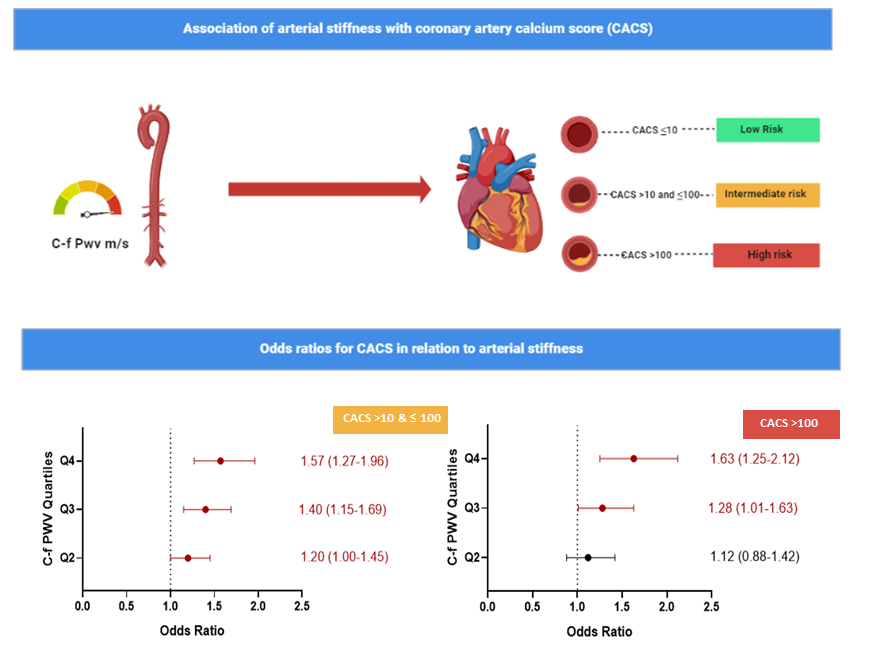 Association of arterial stiffness with coronary artery calcium score (CACS)
CACS ≤10
Low Risk
CACS >10 and ≤100
Intermediate risk
C-f Pwv m/s
CACS >100
High risk
Odds ratios for CACS in relation to arterial stiffness
CACS >10 & ≤ 100
C-f PWV Quartiles
Q4
1.57 (1.27-1.96)
Q3
1.40 (1.15-1.69)
Q2
1.20 (1.00-1.45)
0.0 0.5 1.0 1.5 2.0 2.5
Odds Ratio
CACS >100
C-f PWV Quartiles
Q4
1.63 (1.25-2.12)
Q3
1.28 (1.01-1.63)
Q2
1.12 (0.88-1.42)
0.0 0.5 1.0 1.5 2.0 2.5
Odds Ratio